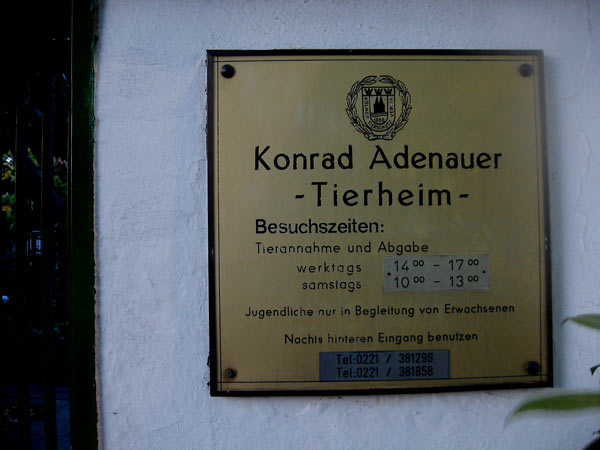 1868
Konrad Adenauer
- Tierheim -
Besuchszeiten:
Tierannahme und Abgabe
werktags 14⁰⁰ - 17⁰⁰
samstags 10⁰⁰ - 13⁰⁰
Jugendliche nur in Begleitung von Erwachsenen
Nachts hinteren Eingang benutzen
Tel:0221 / 381299
Tel:0221 / 381858